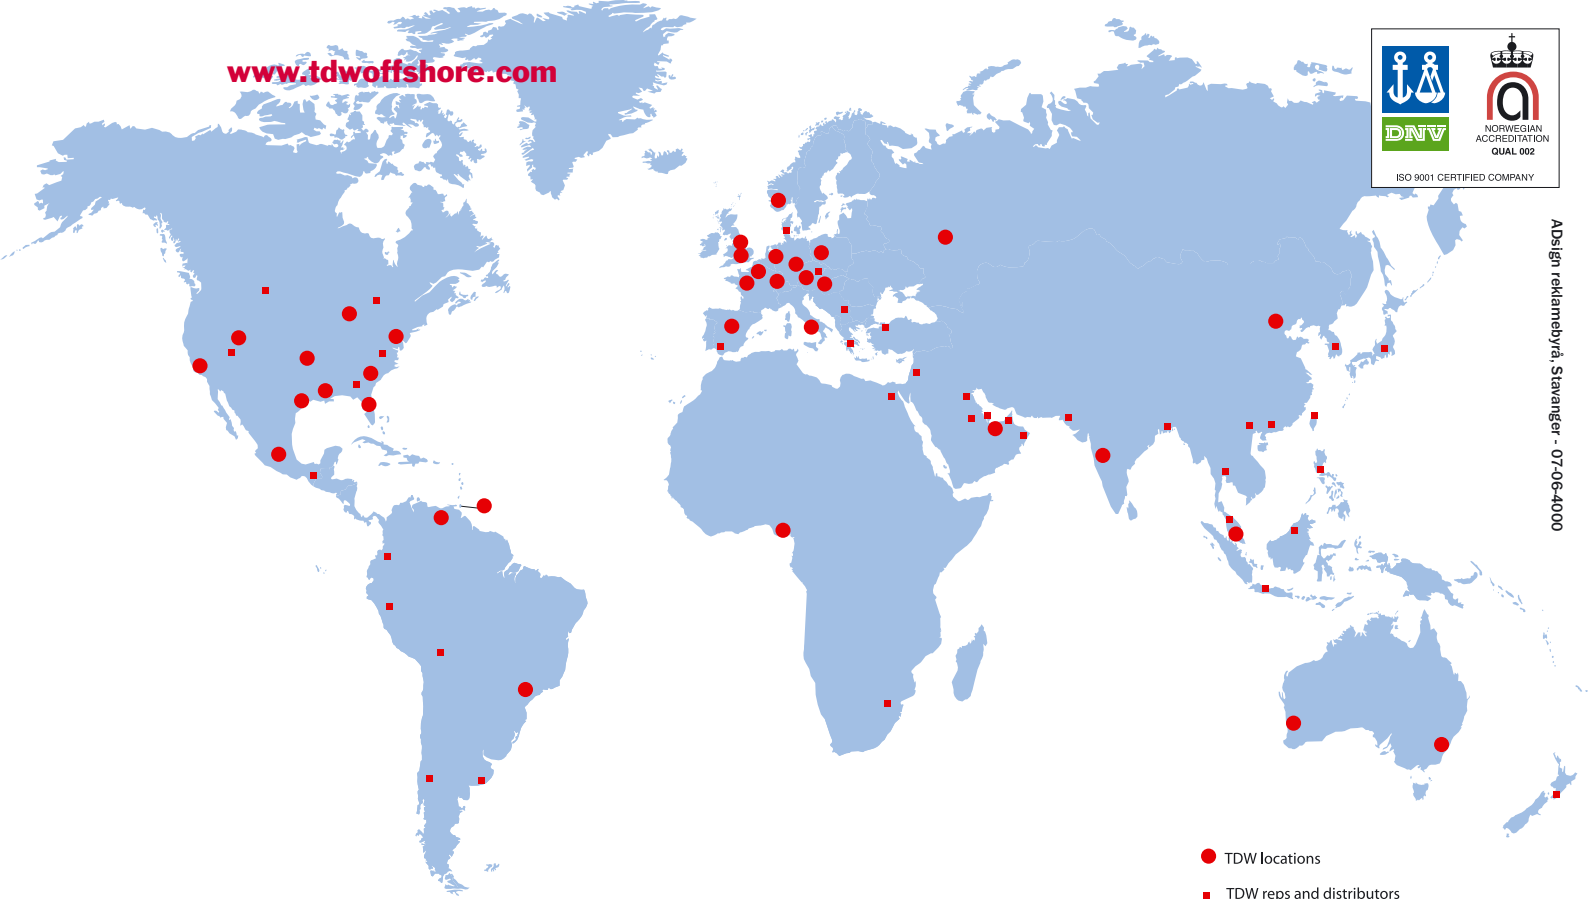 www.tdwoffshore.com
DNV
NORWEGIAN
ACCREDITATION
QUAL 002
ISO 9001 CERTIFIED COMPANY
ADsign reklamebyrå, Stavanger - 07-06-4000
TDW locations
TDW reps and distributors